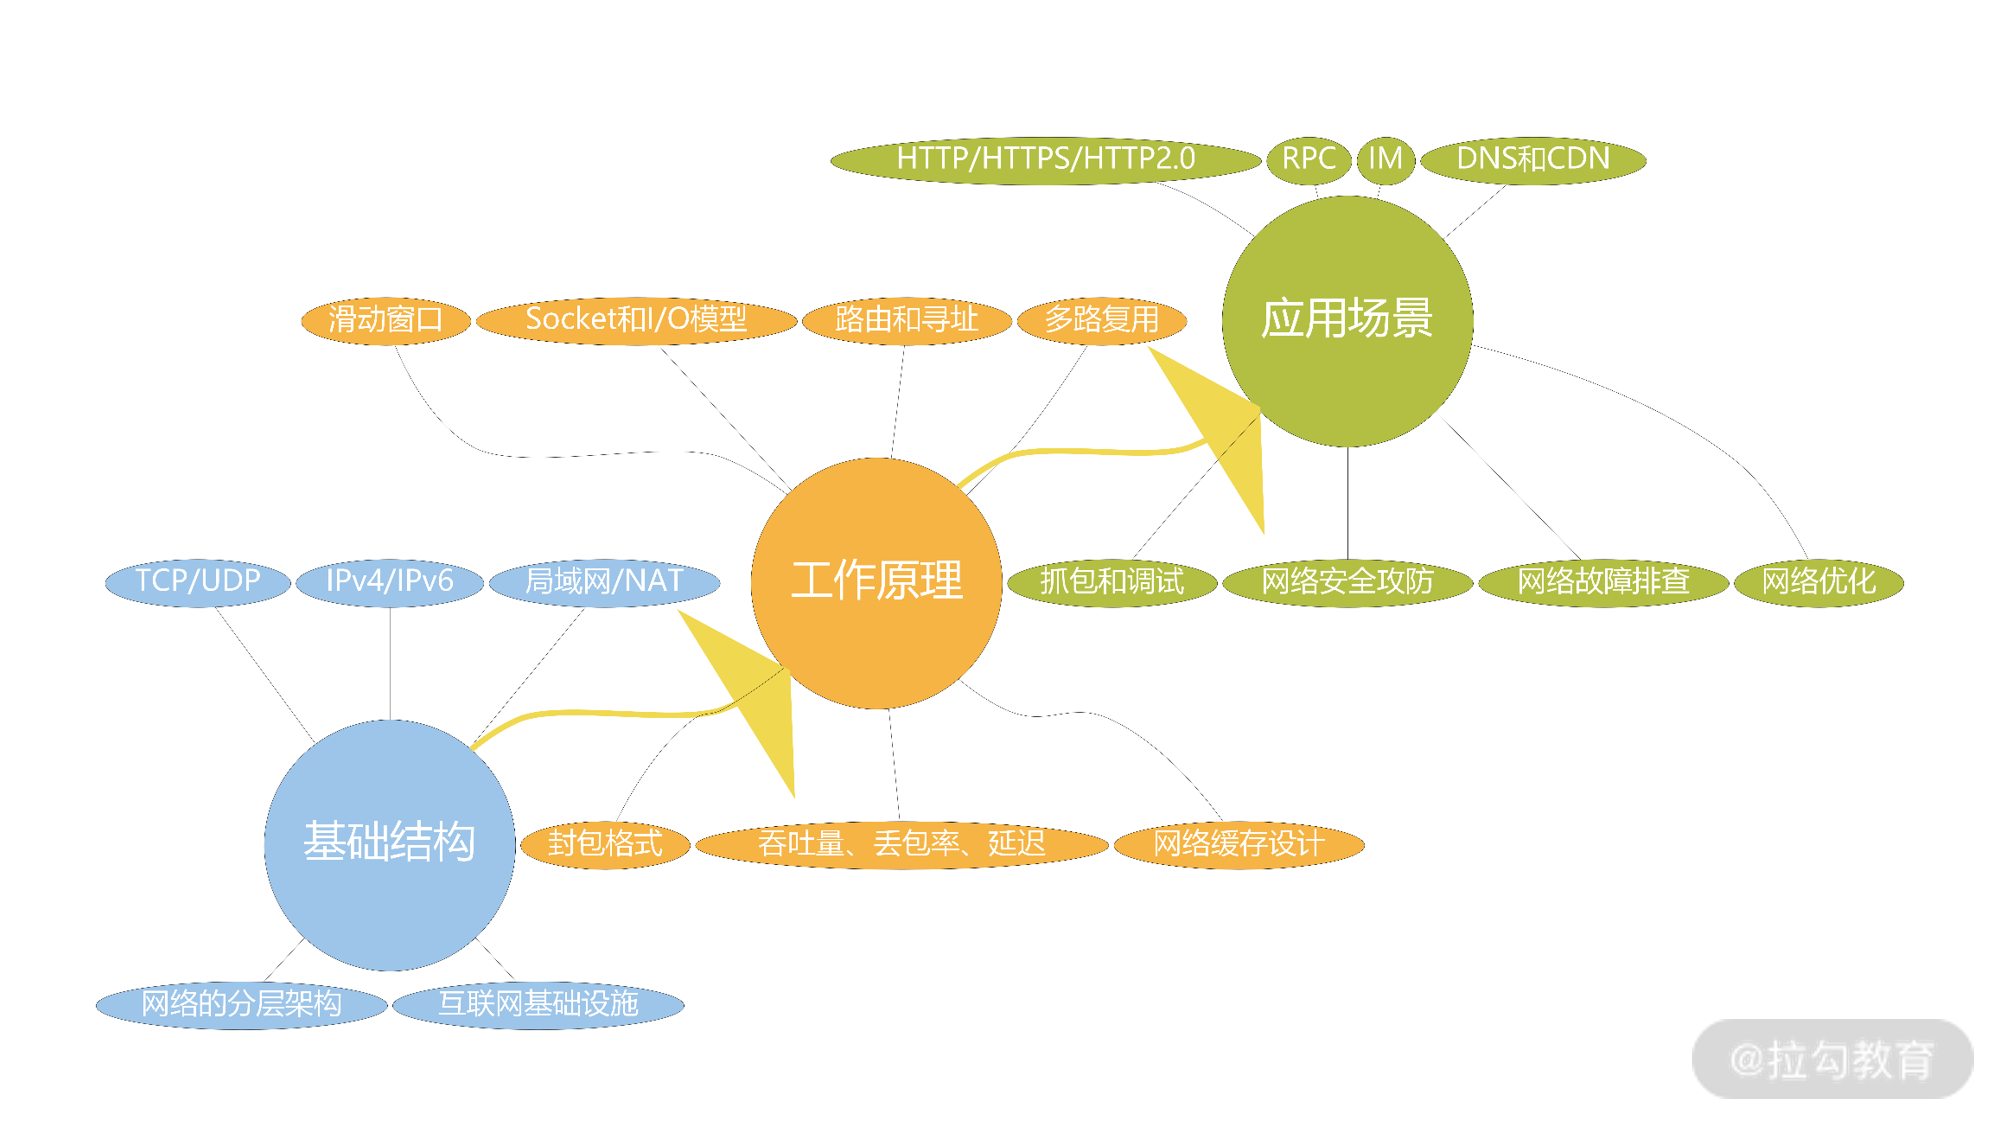 HTTP/HTTPS/HTTP2.0
RPC
IM
DNS和CDN
应用场景
滑动窗口
Socket和I/O模型
路由和寻址
多路复用
工作原理
抓包和调试
网络安全攻防
网络故障排查
网络优化
TCP/UDP
IPv4/IPv6
局域网/NAT
基础结构
封包格式
吞吐量、丢包率、延迟
网络缓存设计
网络的分层架构
互联网基础设施
@拉勾教育